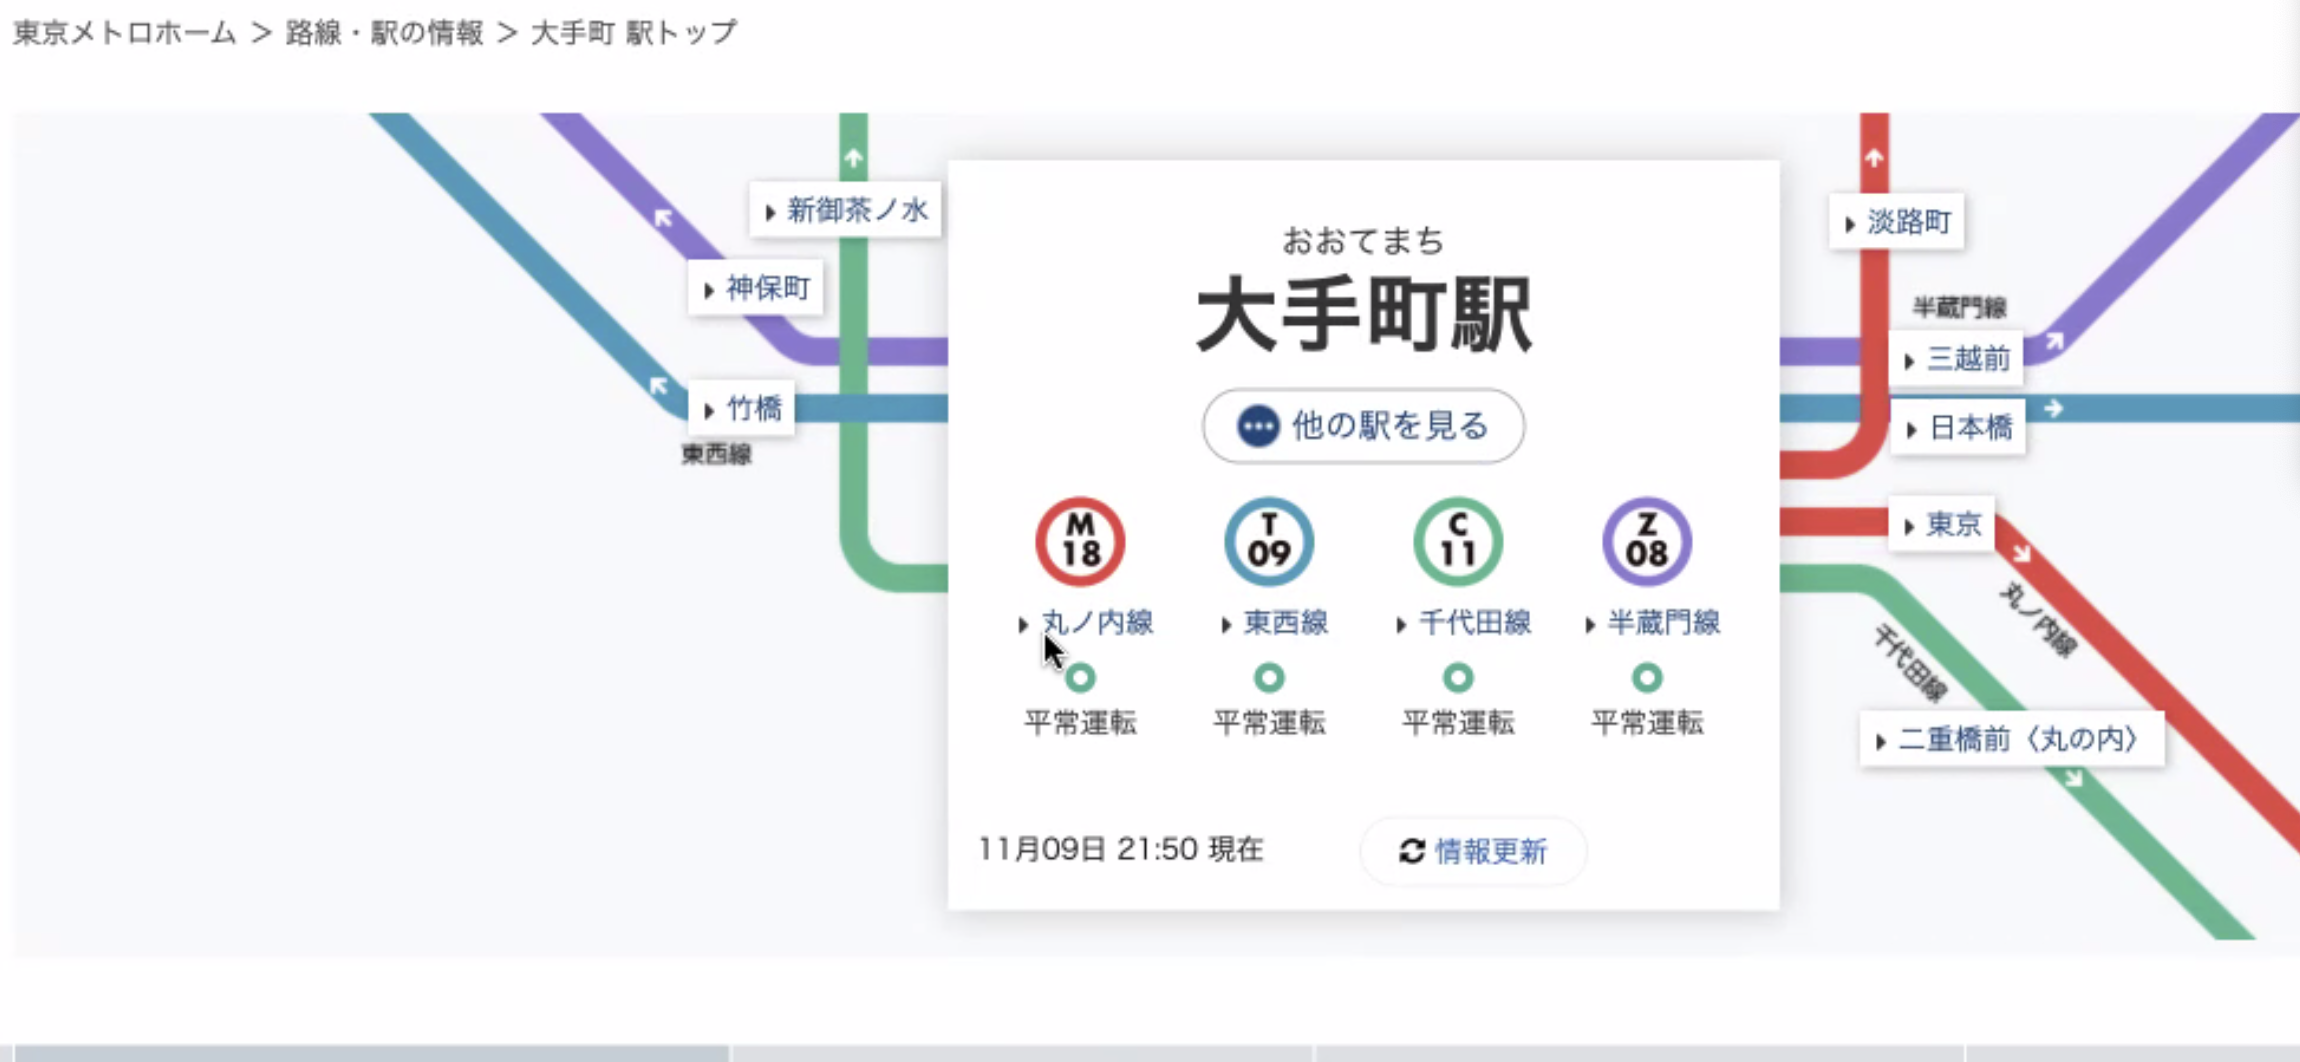 東京メトロホーム ＞ 路線・駅の情報 ＞ 大手町 駅トップ
新御茶ノ水
神保町
竹橋
東西線
おおてまち
大手町駅
他の駅を見る
M 18
T 09
C 11
Z 08
丸ノ内線
東西線
千代田線
半蔵門線
平常運転
平常運転
平常運転
平常運転
11月09日 21:50 現在
情報更新
淡路町
半蔵門線
三越前
日本橋
東京
丸ノ内線
千代田線
二重橋前〈丸の内〉